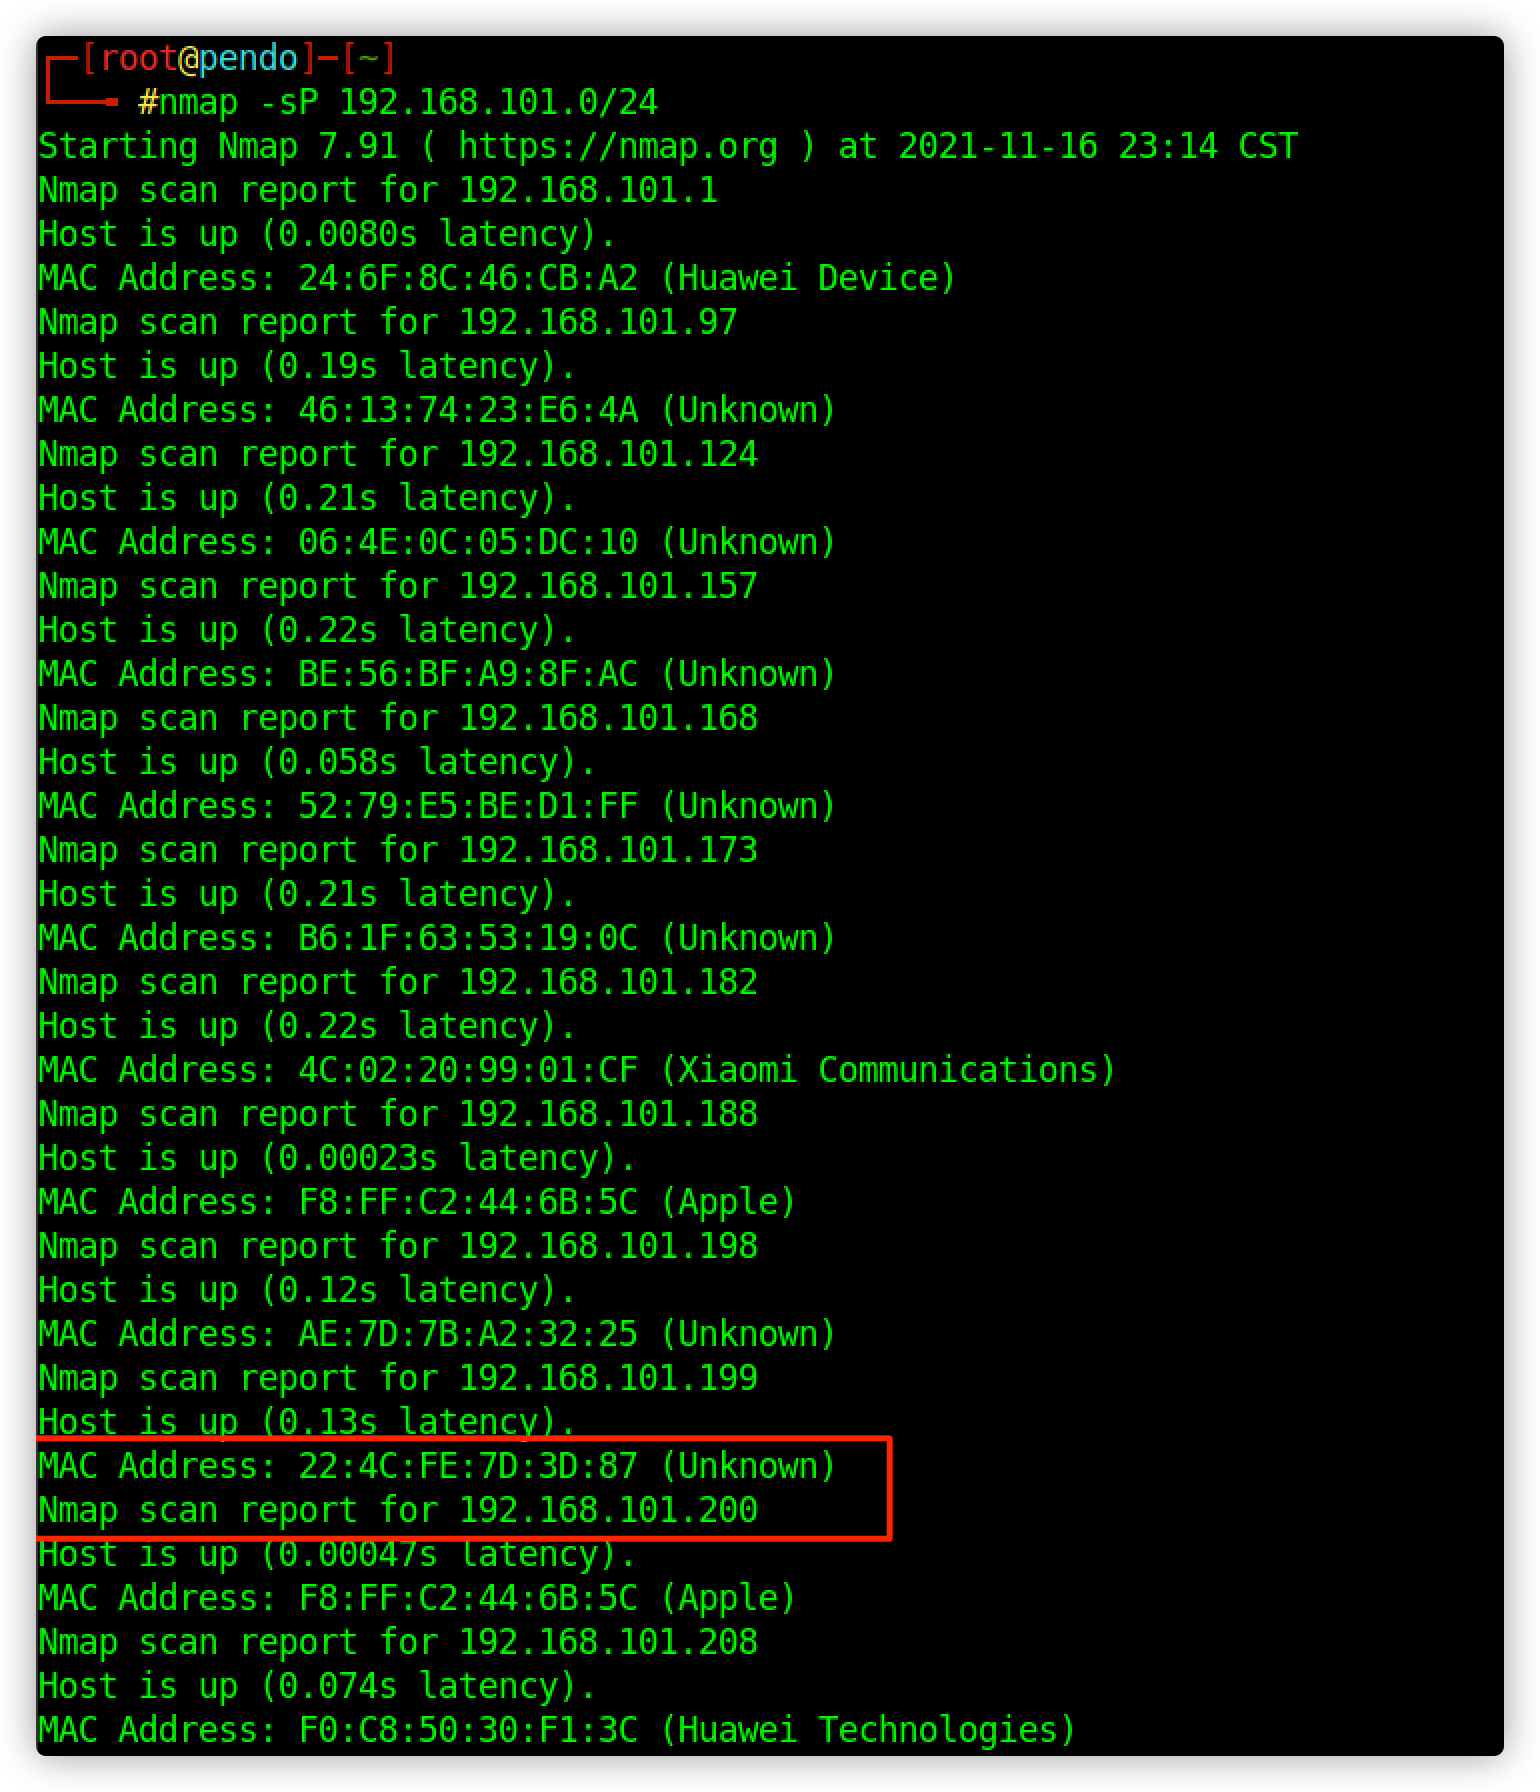 [root@pendo]─[~]
#nmap -sP 192.168.101.0/24
Starting Nmap 7.91 ( https://nmap.org ) at 2021-11-16 23:14 CST
Nmap scan report for 192.168.101.1
Host is up (0.0080s latency).
MAC Address: 24:6F:8C:46:CB:A2 (Huawei Device)
Nmap scan report for 192.168.101.97
Host is up (0.19s latency).
MAC Address: 46:13:74:23:E6:4A (Unknown)
Nmap scan report for 192.168.101.124
Host is up (0.21s latency).
MAC Address: 06:4E:0C:05:DC:10 (Unknown)
Nmap scan report for 192.168.101.157
Host is up (0.22s latency).
MAC Address: BE:56:BF:A9:8F:AC (Unknown)
Nmap scan report for 192.168.101.168
Host is up (0.058s latency).
MAC Address: 52:79:E5:BE:D1:FF (Unknown)
Nmap scan report for 192.168.101.173
Host is up (0.21s latency).
MAC Address: B6:1F:63:53:19:0C (Unknown)
Nmap scan report for 192.168.101.182
Host is up (0.22s latency).
MAC Address: 4C:02:20:99:01:CF (Xiaomi Communications)
Nmap scan report for 192.168.101.188
Host is up (0.00023s latency).
MAC Address: F8:FF:C2:44:6B:5C (Apple)
Nmap scan report for 192.168.101.198
Host is up (0.12s latency).
MAC Address: AE:7D:7B:A2:32:25 (Unknown)
Nmap scan report for 192.168.101.199
Host is up (0.13s latency).
MAC Address: 22:4C:FE:7D:3D:87 (Unknown)
Nmap scan report for 192.168.101.200
Host is up (0.00047s latency).
MAC Address: F8:FF:C2:44:6B:5C (Apple)
Nmap scan report for 192.168.101.208
Host is up (0.074s latency).
MAC Address: F0:C8:50:30:F1:3C (Huawei Technologies)